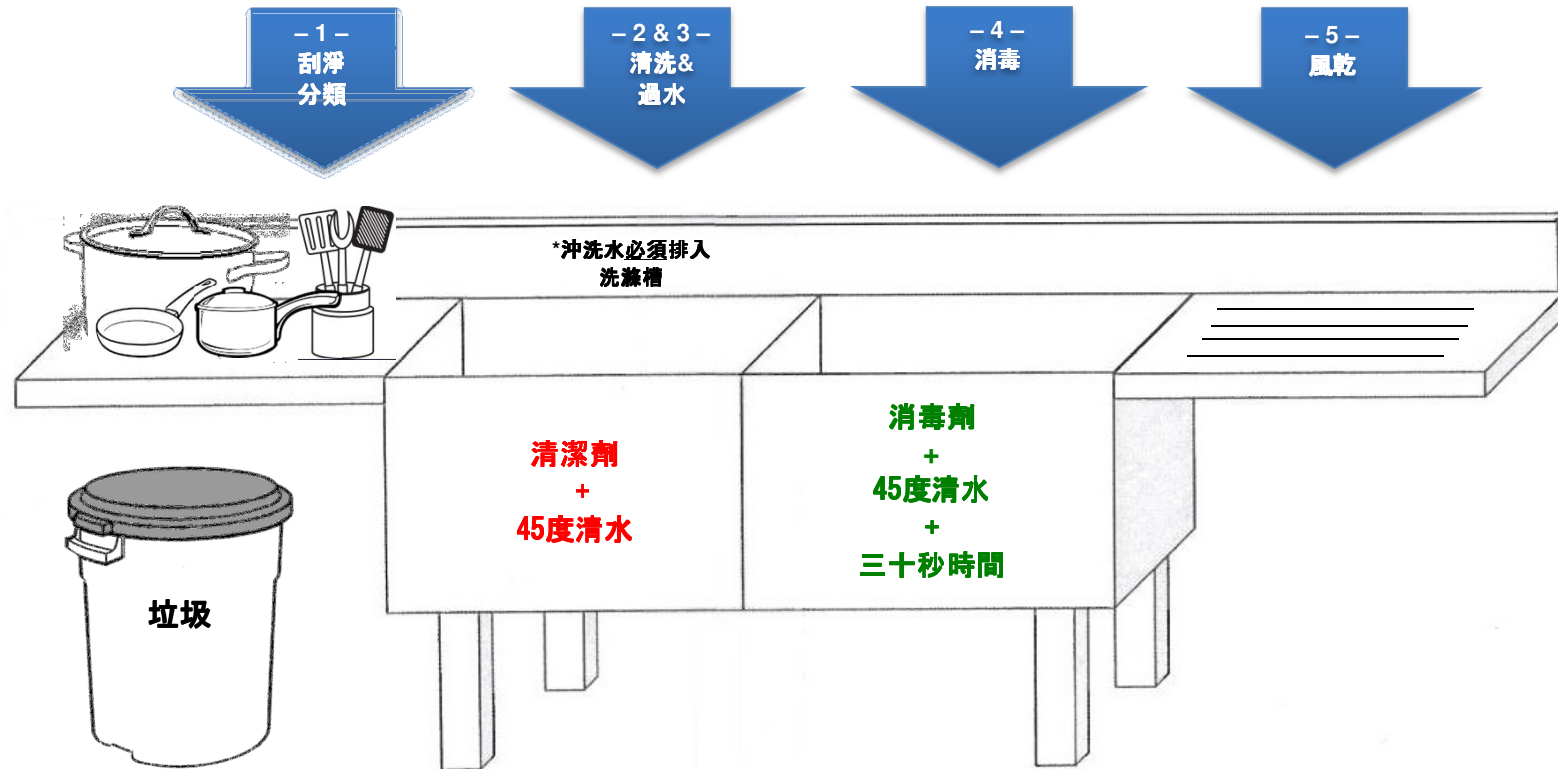 – 1 –
刮淨
分類
– 2 & 3 –
清洗&
過水
– 4 –
消毒
– 5 –
風乾
*沖洗水必須排入
洗滌槽
清潔劑
+
45度清水
消毒劑
+
45度清水
+
三十秒時間
垃圾